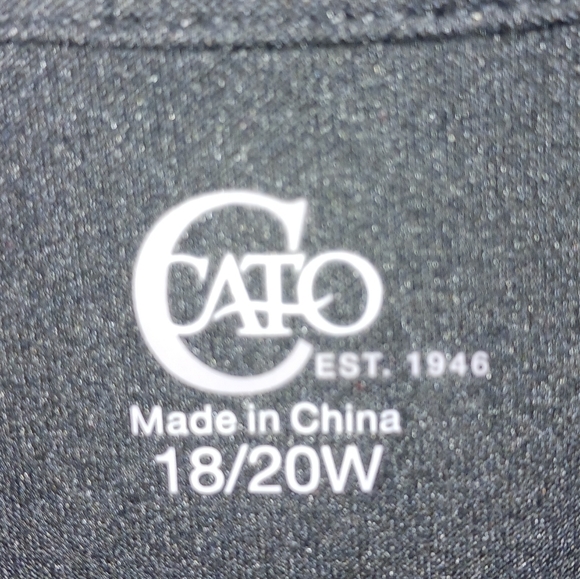 CATO
EST. 1946
Made in China
18/20W